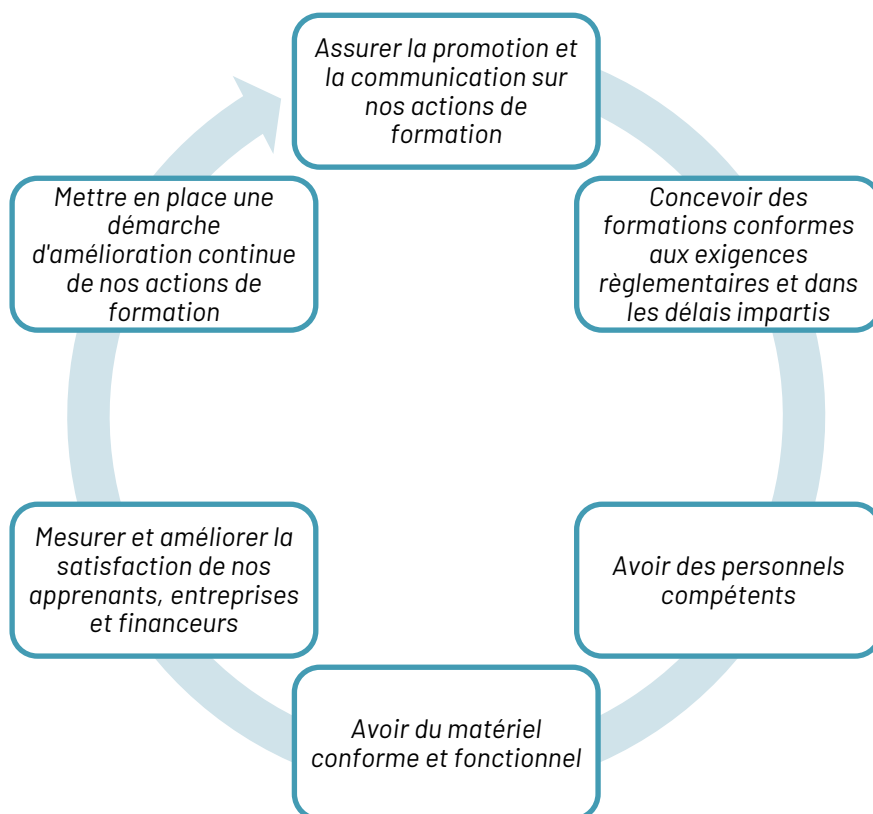 Assurer la promotion et
la communication sur
nos actions de
formation
Concevoir des
formations conformes
aux exigences
règlementaires et dans
les délais impartis
Avoir des personnels
compétents
Avoir du matériel
conforme et fonctionnel
Mesurer et améliorer la
satisfaction de nos
apprenants, entreprises
et financeurs
Mettre en place une
démarche
d'amélioration continue
de nos actions de
formation